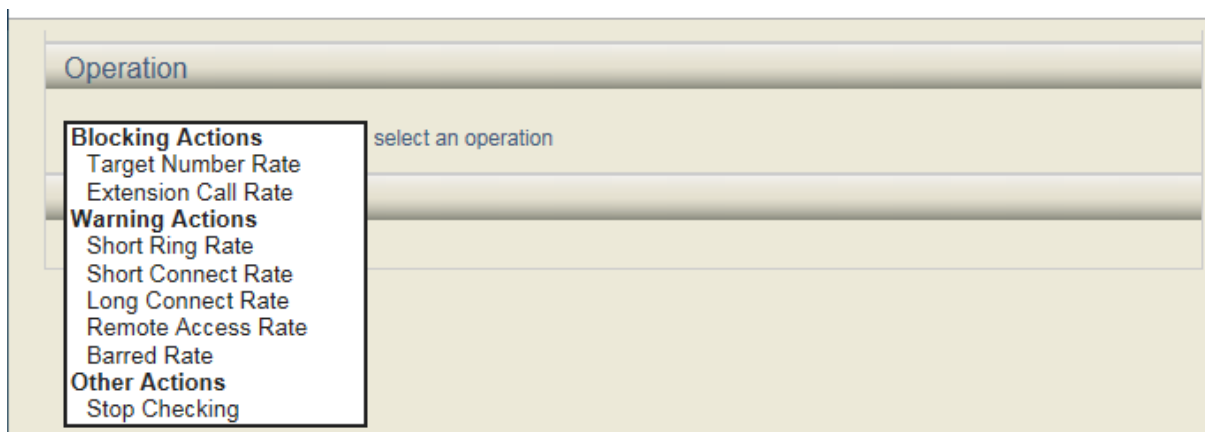 Operation
Blocking Actions select an operation
Target Number Rate
Extension Call Rate
Warning Actions
Short Ring Rate
Short Connect Rate
Long Connect Rate
Remote Access Rate
Barred Rate
Other Actions
Stop Checking